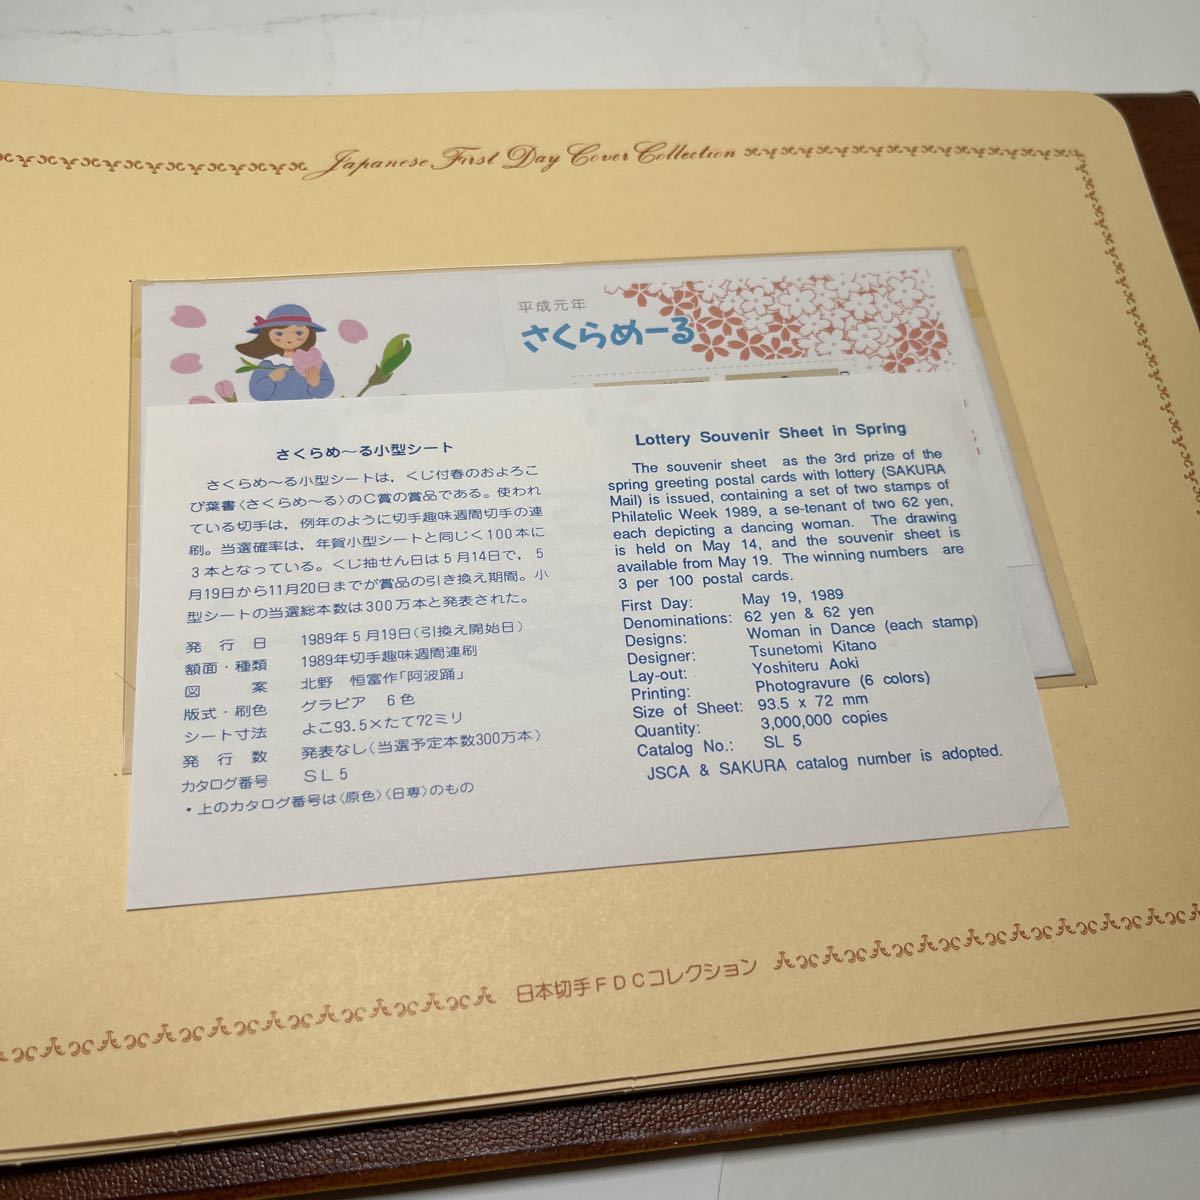 Japanese First Day Cover Collection
平成元年
さくらめーる
さくらめ〜る小型シート
さくらめ〜る小型シートは，くじ付春のおよろこ
び葉書〈さくらめ〜る〉のC賞の賞品である。使われ
ている切手は，例年のように切手趣味週間切手の連
刷。当選確率は，年賀小型シートと同じく100本に
3本となっている。くじ抽せん日は5月14日で，5
月19日から11月20日までが賞品の引き換え期間。小
型シートの当選総本数は300万本と発表された。
発行日 1989年5月19日(引換え開始日)
額面・種類 1989年切手趣味週間連刷
図案 北野 恒富作「阿波踊」
版式・刷色 グラビア 6色
シート寸法 よこ93.5×たて72ミリ
発行数 発表なし(当選予定本数300万本)
カタログ番号 SL5
・上のカタログ番号は〈原色〉〈日専〉のもの
Lottery Souvenir Sheet in Spring
The souvenir sheet as the 3rd prize of the
spring greeting postal cards with lottery (SAKURA
Mail) is issued, containing a set of two stamps of
Philatelic Week 1989, a se-tenant of two 62 yen,
each depicting a dancing woman. The drawing
is held on May 14, and the souvenir sheet is
available from May 19. The winning numbers are
3 per 100 postal cards.
First Day: May 19, 1989
Denominations: 62 yen & 62 yen
Designs: Woman in Dance (each stamp)
Designer: Tsunetomi Kitano
Lay-out: Yoshiteru Aoki
Printing: Photogravure (6 colors)
Size of Sheet: 93.5 x 72 mm
Quantity: 3,000,000 copies
Catalog No.: SL 5
JSCA & SAKURA catalog number is adopted.
日本切手FDCコレクション